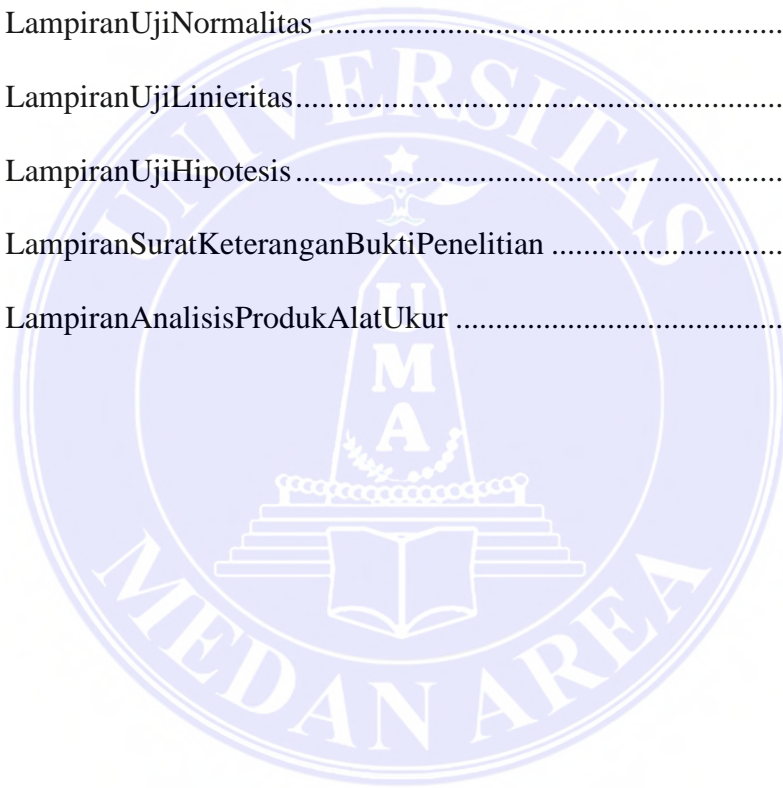 LampiranUjiNormalitas ..........................................................
LampiranUjiLinieritas.............................................................
LampiranUjiHipotesis.............................................................
LampiranSuratKeteranganBuktiPenelitian .............................
LampiranAnalisisProdukAlatUkur .........................................
UNIVERSITAS
U
M
A
MEDAN AREA